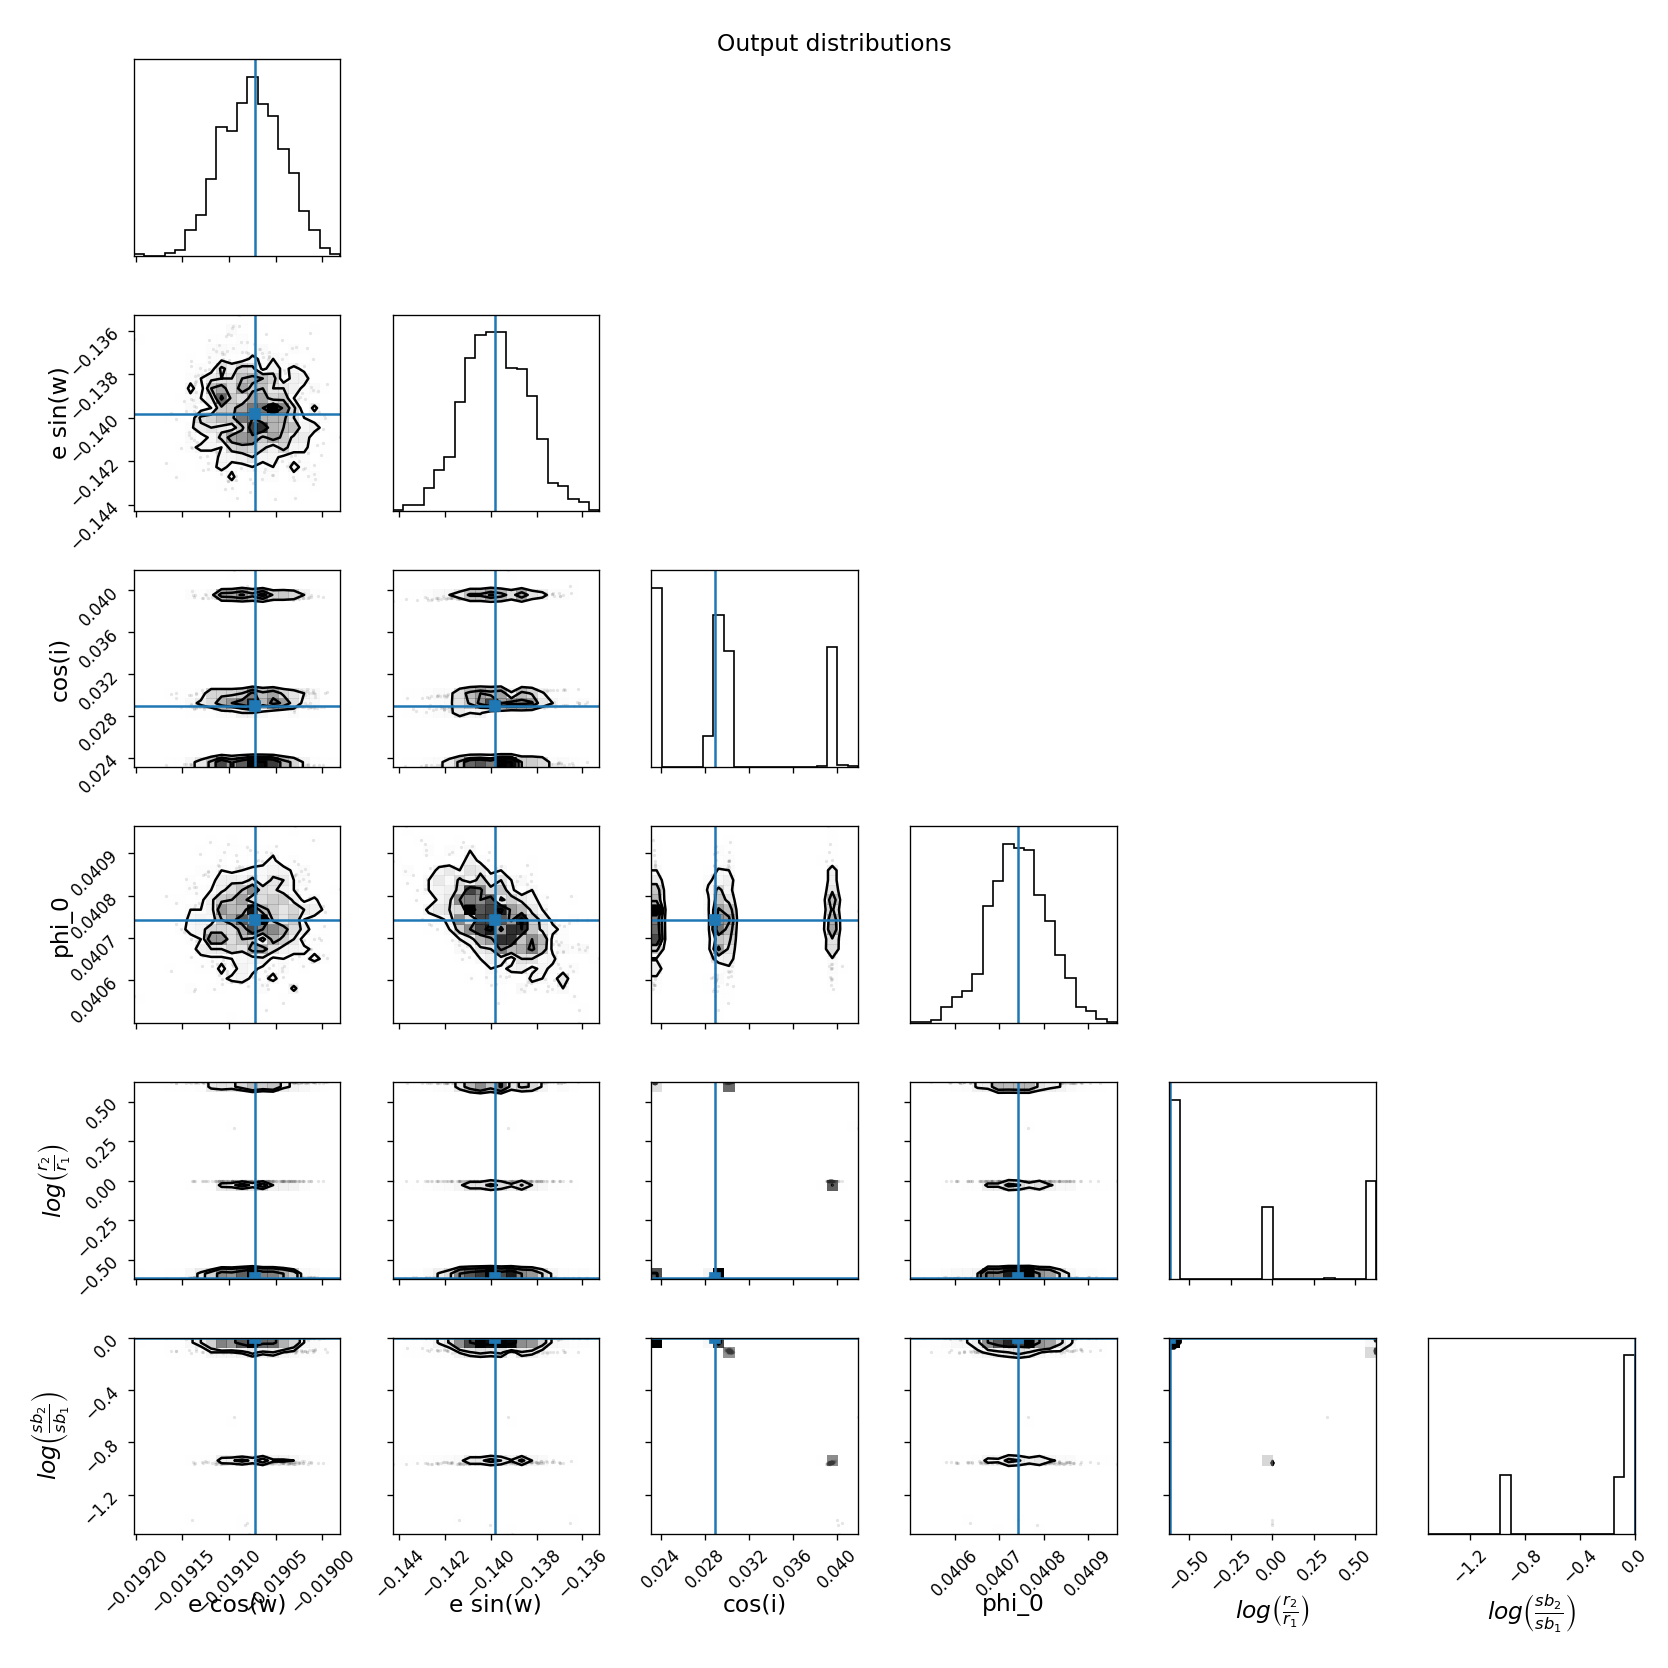 Output distributions
e sin(w)
−0.136
−0.138
−0.140
−0.142
−0.144
cos(i)
0.040
0.036
0.032
0.028
0.024
phi_0
0.0409
0.0408
0.0407
0.0406
log(r2/r1)
0.50
0.25
0.00
−0.25
−0.50
log(sb2/sb1)
0.0
−0.4
−0.8
−1.2
−0.01920 −0.01915 −0.01910 −0.01905 −0.01900
−0.144 −0.142 −0.140 −0.138 −0.136
0.024 0.028 0.032 0.036 0.040
0.0406 0.0407 0.0408 0.0409
−0.50 −0.25 0.00 0.25 0.50
−1.2 −0.8 −0.4 0.0
e cos(w)
e sin(w)
cos(i)
phi_0
log(r2/r1)
log(sb2/sb1)